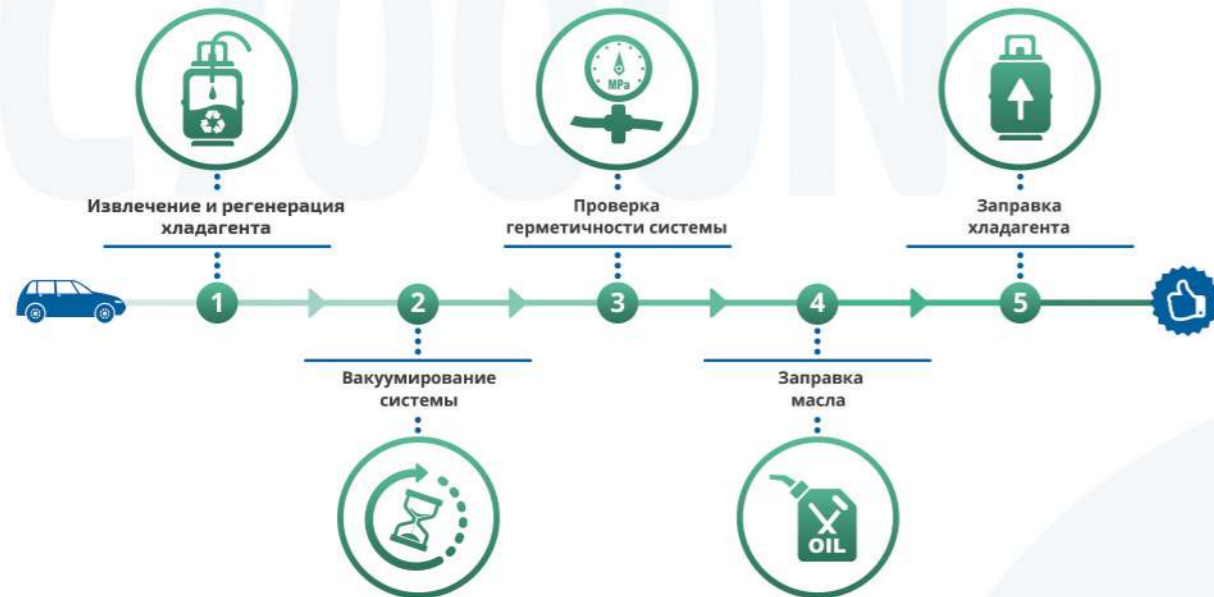 MPa
Извлечение и регенерация
хладагента
Проверка
герметичности системы
Заправка
хладагента
1
2
3
4
5
Вакуумирование
системы
Заправка
масла
OIL